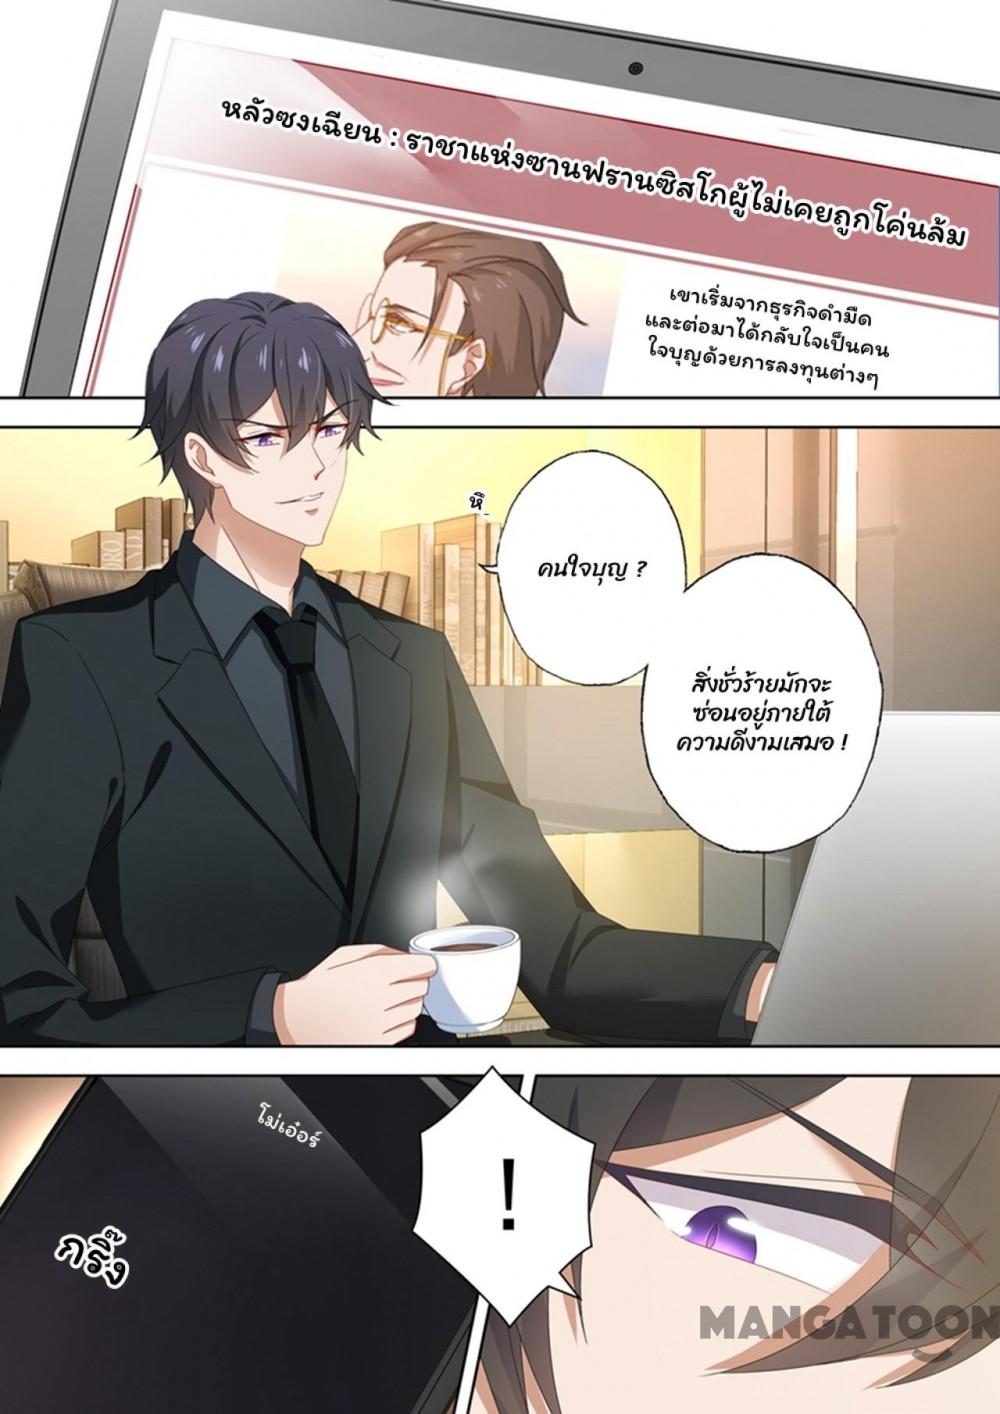 หลัวซงเฉียน : ราชาแห่งซานฟรานซิสโกผู้ไม่เคยถูกโค่นล้ม
เขาเริ่มจากธุรกิจดำมืด
และต่อมาได้กลับใจเป็นคน
ใจบุญด้วยการลงทุนต่างๆ
หึ
คนใจบุญ ?
สิ่งชั่วร้ายมักจะ
ซ่อนอยู่ภายใต้
ความดีงามเสมอ !
โม่เอ๋อร์
กริ๊ง
!
MANGATOON